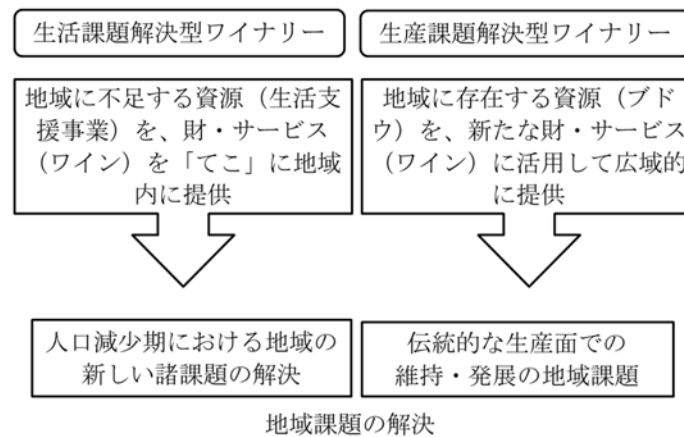 生活課題解決型ワイナリー
生産課題解決型ワイナリー
地域に不足する資源（生活支
援事業）を、財・サービス
（ワイン）を「てこ」に地域
内に提供
地域に存在する資源（ブド
ウ）を、新たな財・サービス
（ワイン）に活用して広域的
に提供
人口減少期における地域の
新しい諸課題の解決
伝統的な生産面での
維持・発展の地域課題
地域課題の解決